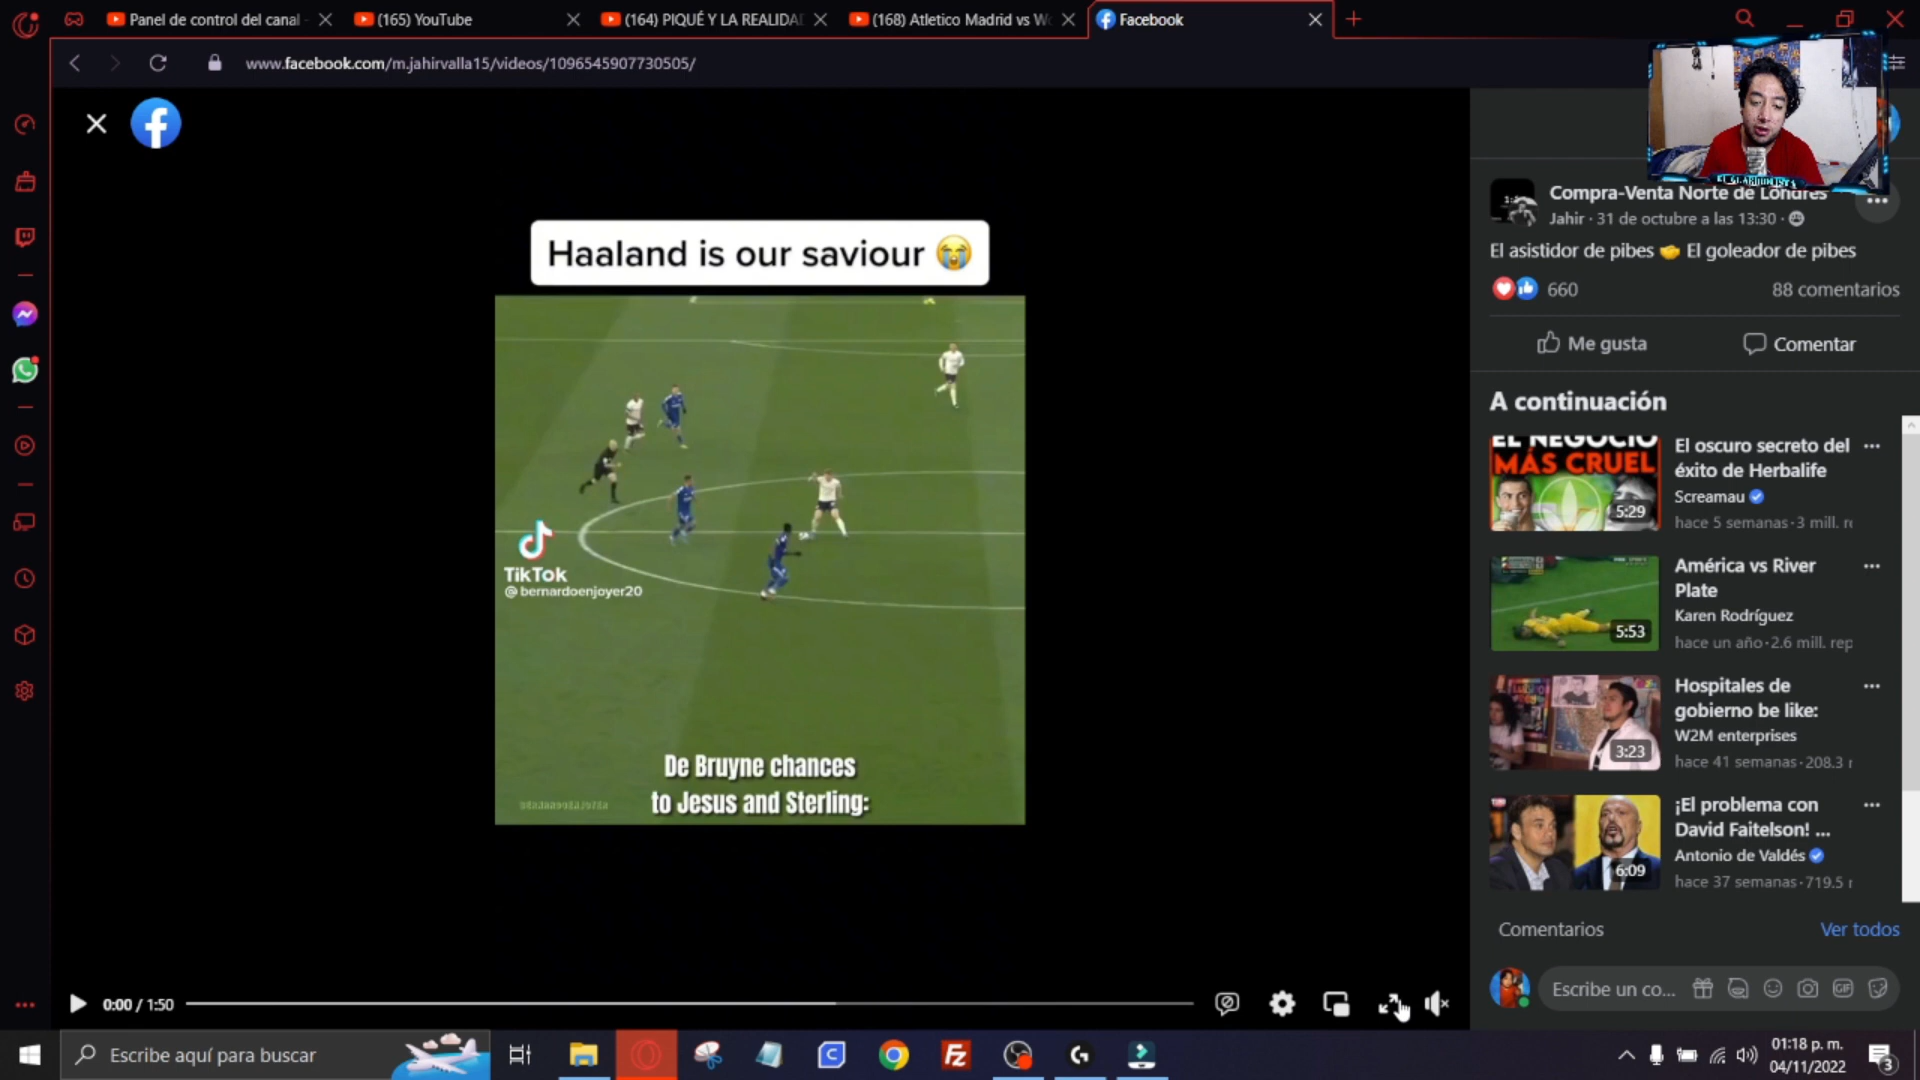 Panel de control del canal -
(165) YouTube
(164) PIQUÉ Y LA REALIDAD
(168) Atletico Madrid vs W
Facebook
www.facebook.com/m.jahirvalla15/videos/1096545907730505/
Haaland is our saviour 😭
TikTok
@bernardoenjoyer20
De Bruyne chances
to Jesus and Sterling:
0:00 / 1:50
Compra-Venta Norte de Londres
Jahir · 31 de octubre a las 13:30 ·
El asistidor de pibes 🤝 El goleador de pibes
660
88 comentarios
Me gusta
Comentar
A continuación
EL NEGOCIO
MÁS CRUEL
5:29
El oscuro secreto del
éxito de Herbalife
Screamau
hace 5 semanas · 3 mill. r
5:53
América vs River
Plate
Karen Rodríguez
hace un año · 2.6 mill. rep
3:23
Hospitales de
gobierno be like:
W2M enterprises
hace 41 semanas · 208.3 r
6:09
¡El problema con
David Faitelson! ...
Antonio de Valdés
hace 37 semanas · 719.5 r
Comentarios
Ver todos
Escribe un co...
GIF
Escribe aquí para buscar
01:18 p. m.
04/11/2022
3